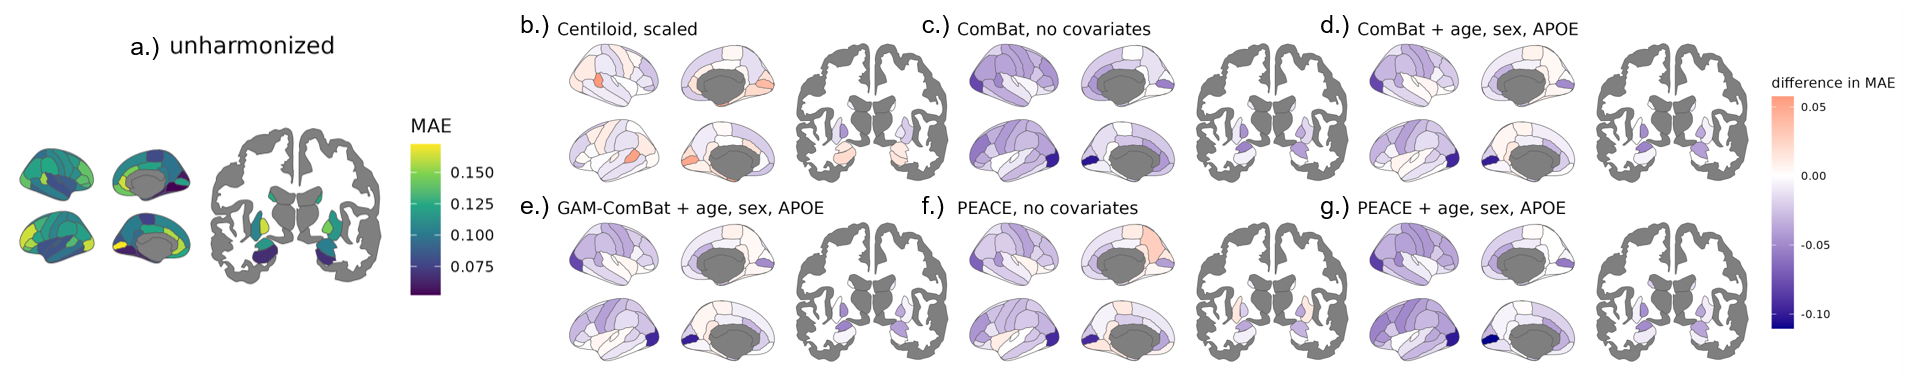 a.) unharmonized
MAE
0.150
0.125
0.100
0.075
b.) Centiloid, scaled
c.) ComBat, no covariates
d.) ComBat + age, sex, APOE
e.) GAM-ComBat + age, sex, APOE
f.) PEACE, no covariates
g.) PEACE + age, sex, APOE
difference in MAE
0.05
0.00
-0.05
-0.10